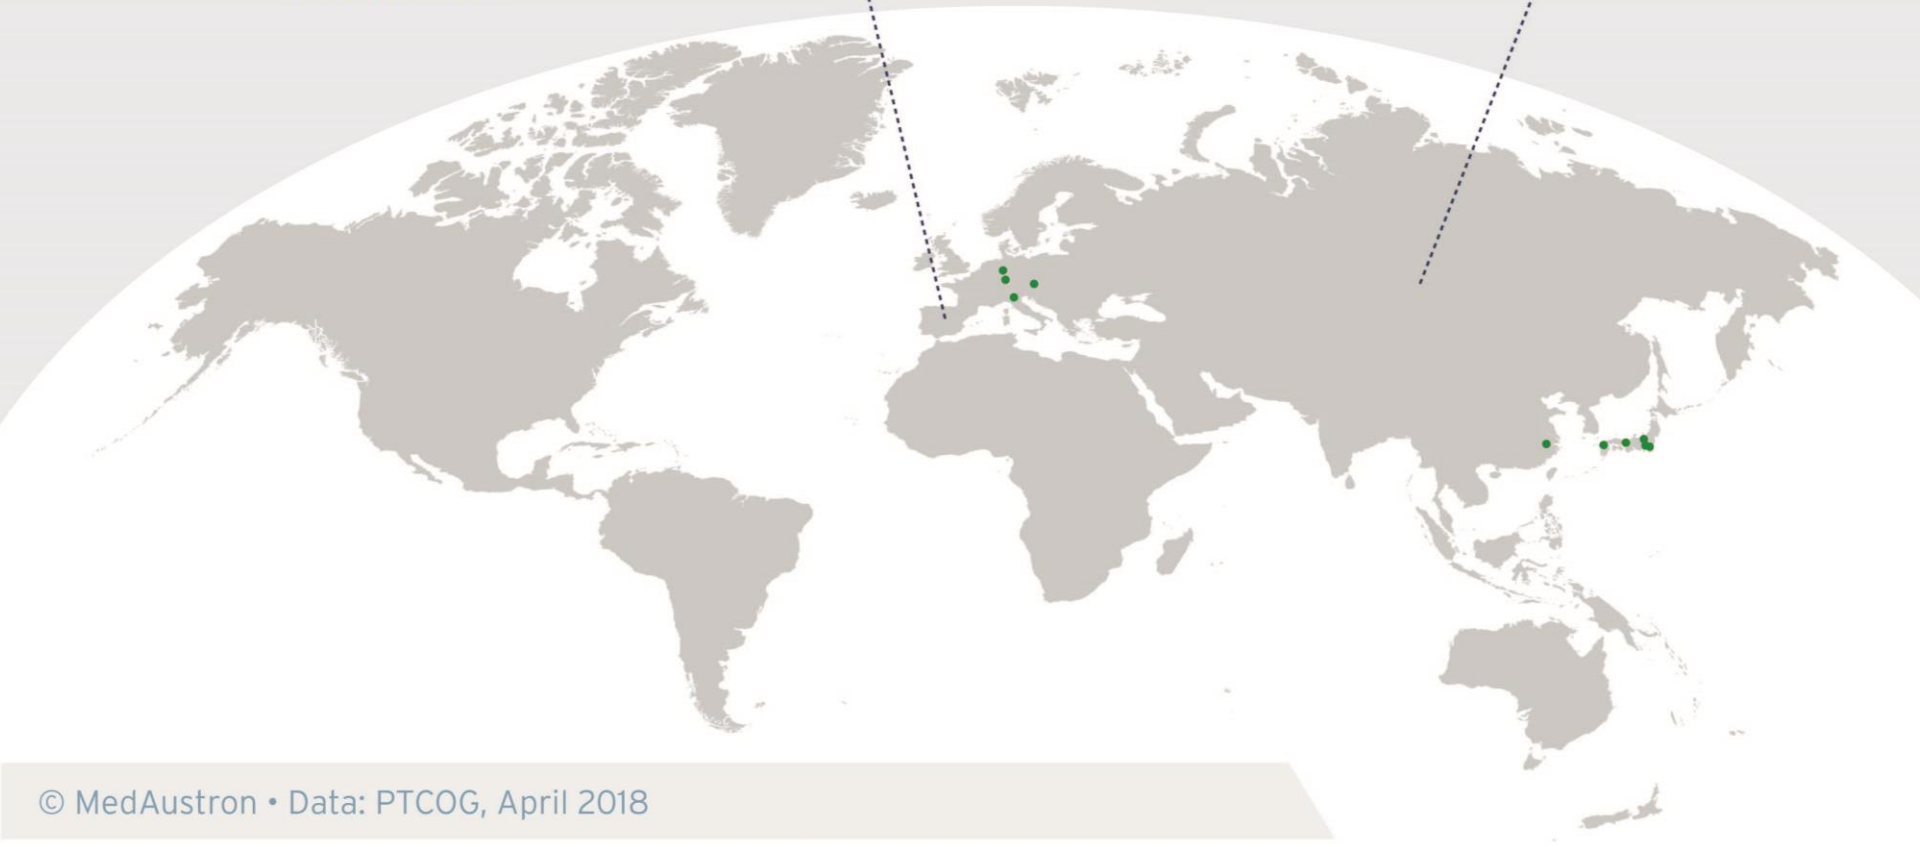 © MedAustron • Data: PTCOG, April 2018